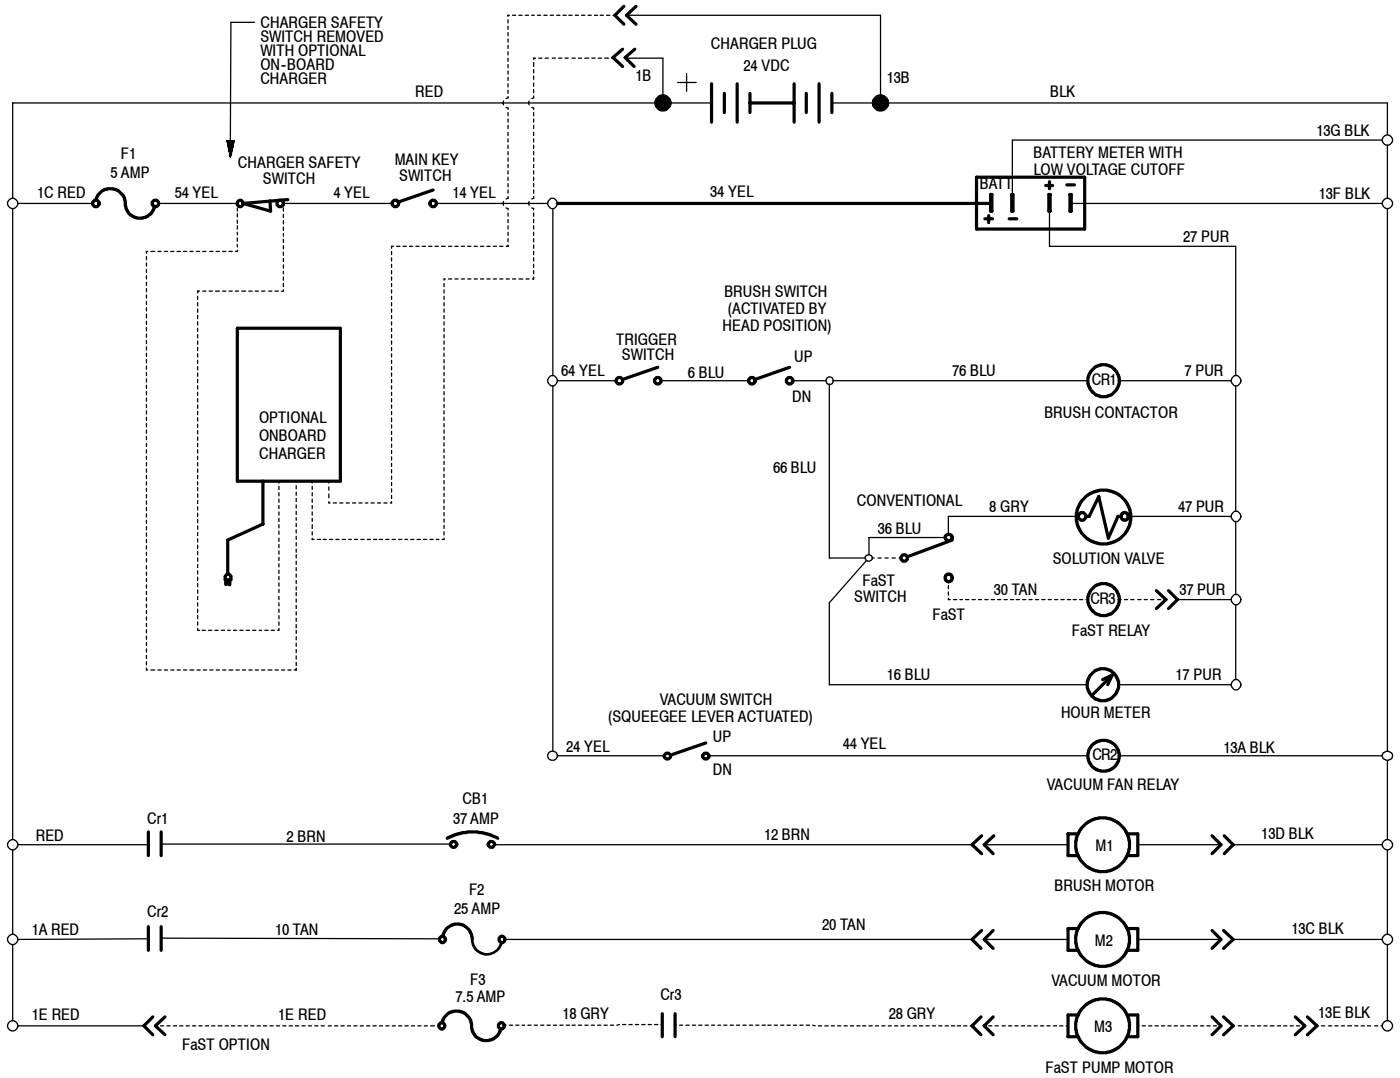 CHARGER SAFETY
SWITCH REMOVED
WITH OPTIONAL
ON-BOARD
CHARGER
CHARGER PLUG
24 VDC
1B
+
13B
RED
BLK
13G BLK
F1
5 AMP
CHARGER SAFETY
SWITCH
MAIN KEY
SWITCH
BATTERY METER WITH
LOW VOLTAGE CUTOFF
1C RED
54 YEL
4 YEL
14 YEL
34 YEL
BATT
+ −
+ −
13F BLK
27 PUR
BRUSH SWITCH
(ACTIVATED BY
HEAD POSITION)
TRIGGER
SWITCH
UP
DN
64 YEL
6 BLU
76 BLU
CR1
7 PUR
BRUSH CONTACTOR
OPTIONAL
ONBOARD
CHARGER
66 BLU
CONVENTIONAL
8 GRY
47 PUR
36 BLU
SOLUTION VALVE
FaST
SWITCH
30 TAN
CR3
37 PUR
FaST
FaST RELAY
16 BLU
17 PUR
HOUR METER
VACUUM SWITCH
(SQUEEGEE LEVER ACTUATED)
UP
DN
24 YEL
44 YEL
CR2
13A BLK
VACUUM FAN RELAY
RED
Cr1
2 BRN
CB1
37 AMP
12 BRN
M1
13D BLK
BRUSH MOTOR
1A RED
Cr2
10 TAN
F2
25 AMP
20 TAN
M2
13C BLK
VACUUM MOTOR
1E RED
1E RED
F3
7.5 AMP
18 GRY
Cr3
28 GRY
M3
13E BLK
FaST OPTION
FaST PUMP MOTOR